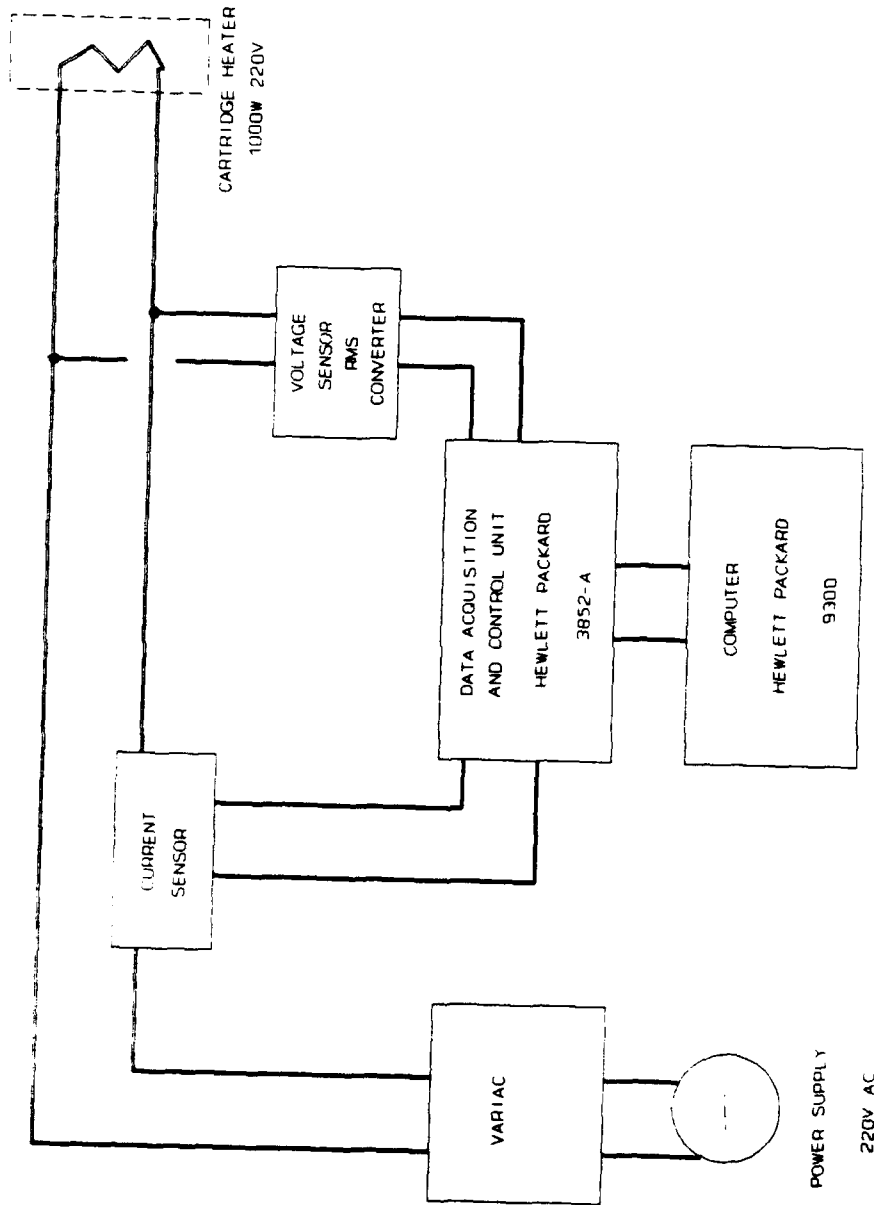 CARTRIDGE HEATER
1000W 220V
VOLTAGE
SENSOR
RMS
CONVERTER
CURRENT
SENSOR
DATA ACQUISITION
AND CONTROL UNIT
HEWLETT PACKARD
3852-A
COMPUTER
HEWLETT PACKARD
9300
VARIAC
POWER SUPPLY
220V AC